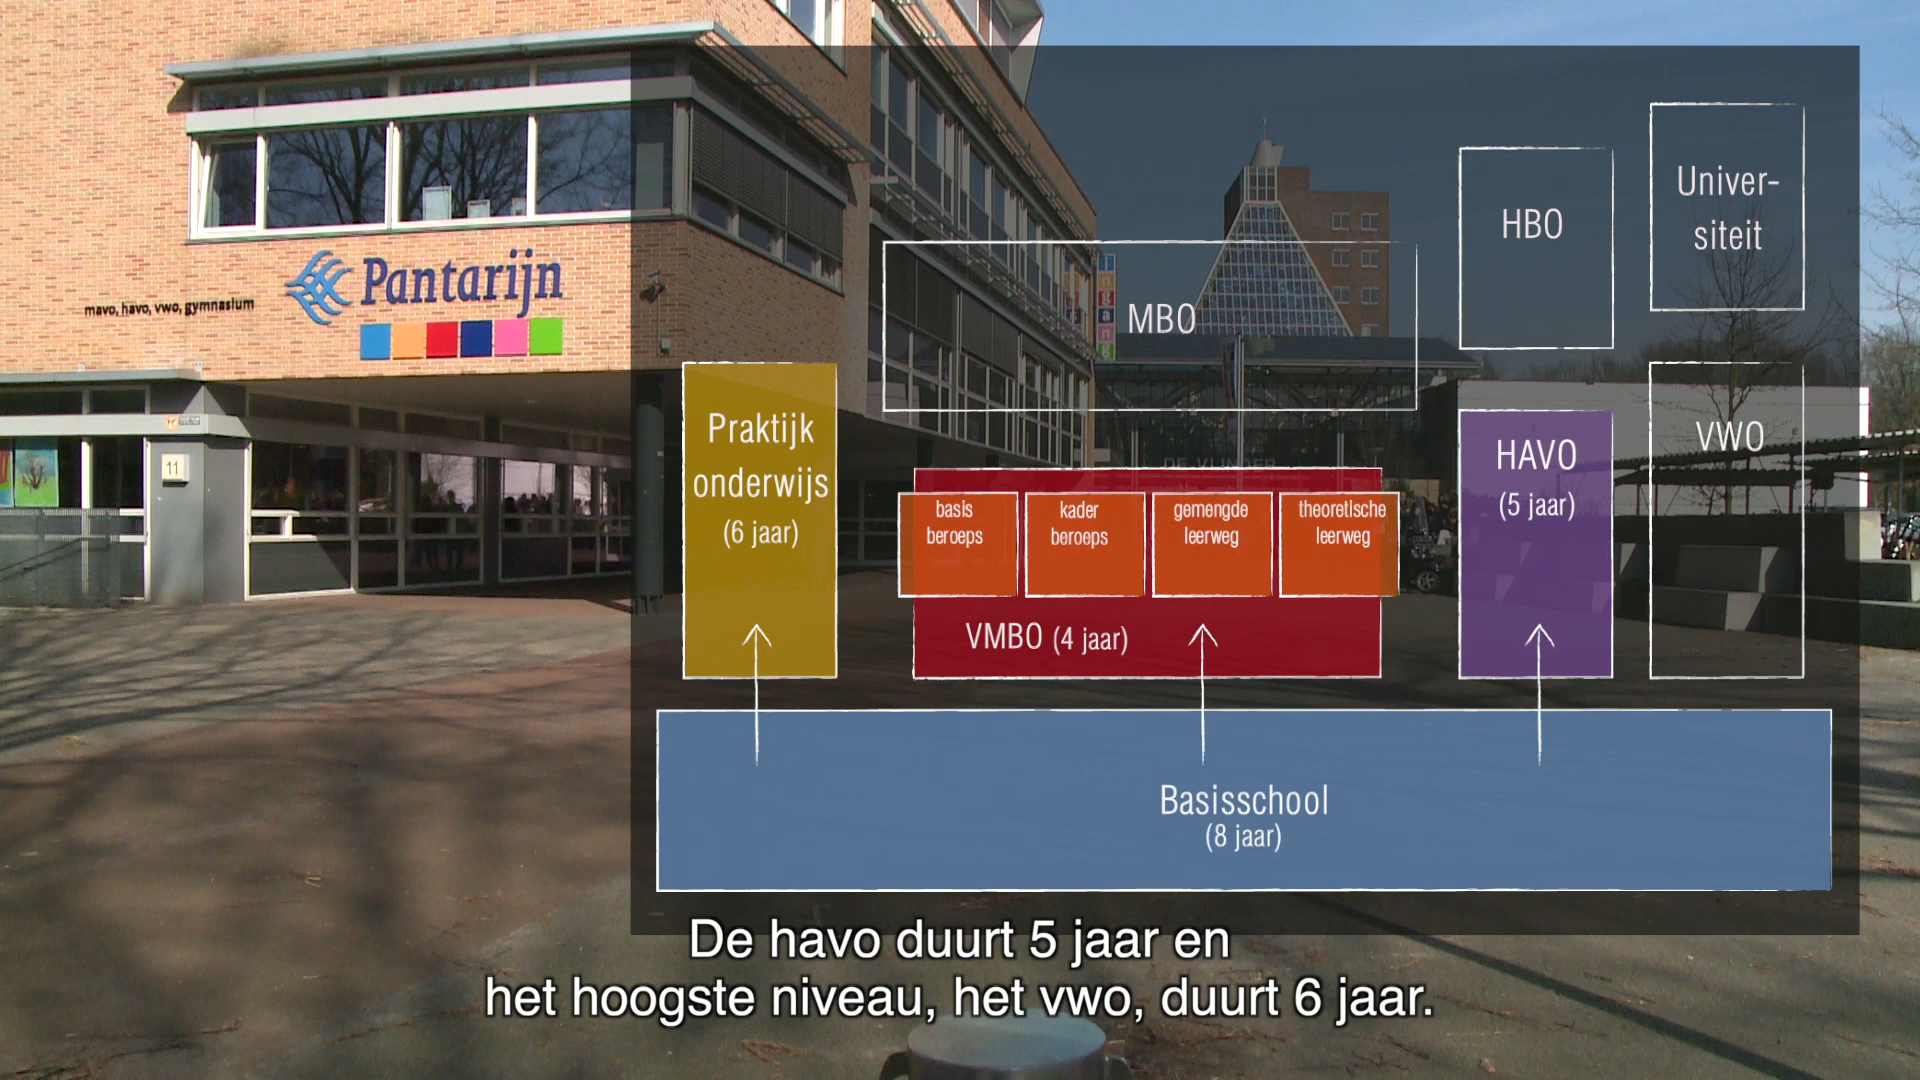 Pantarijn
mavo, havo, vwo, gymnasium
11
Univer-
siteit
HBO
MBO
VWO
Praktijk
onderwijs
(6 jaar)
HAVO
(5 jaar)
DE VLINDER
basis
beroeps
kader
beroeps
gemengde
leerweg
theoretische
leerweg
VMBO (4 jaar)
Basisschool
(8 jaar)
De havo duurt 5 jaar en
het hoogste niveau, het vwo, duurt 6 jaar.